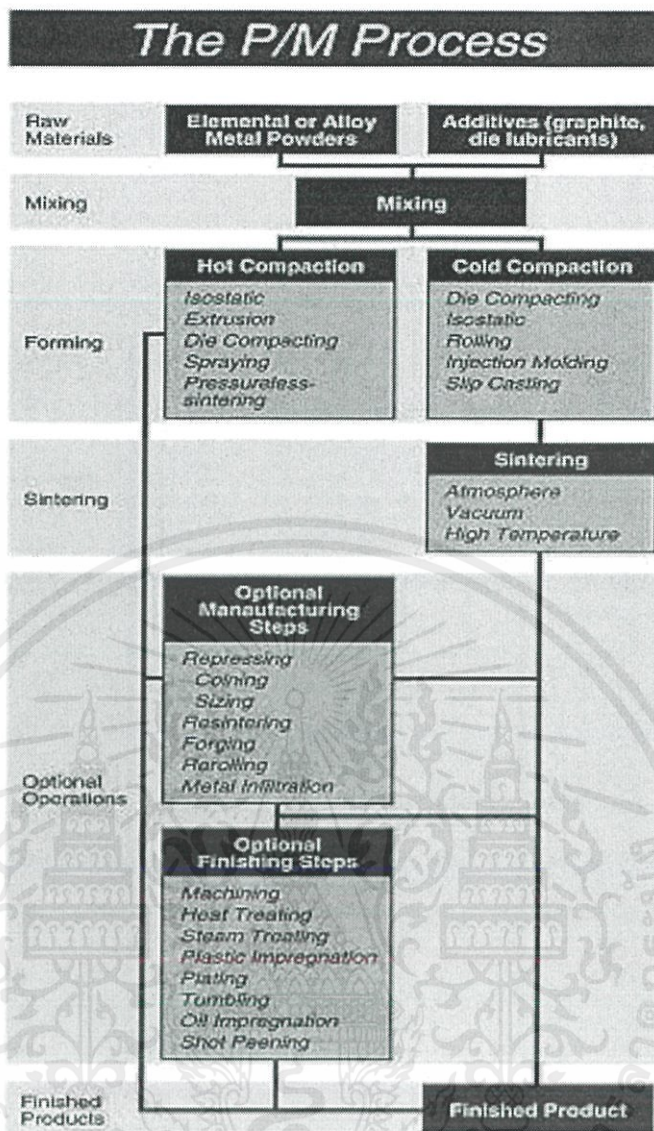 The P/M Process
Raw
Materials
Elemental or Alloy
Metal Powders
Additives (graphite,
die lubricants)
Mixing
Mixing
Forming
Hot Compaction
Isostatic
Extrusion
Die Compacting
Spraying
Pressureless-
sintering
Cold Compaction
Die Compacting
Isostatic
Rolling
Injection Molding
Slip Casting
Sintering
Sintering
Atmosphere
Vacuum
High Temperature
Optional
Operations
Optional
Manaufacturing
Steps
Repressing
Coining
Sizing
Resintering
Forging
Rerolling
Metal Infiltration
Optional
Finishing Steps
Machining
Heat Treating
Steam Treating
Plastic Impregnation
Plating
Tumbling
Oil Impregnation
Shot Peening
Finished
Products
Finished Product